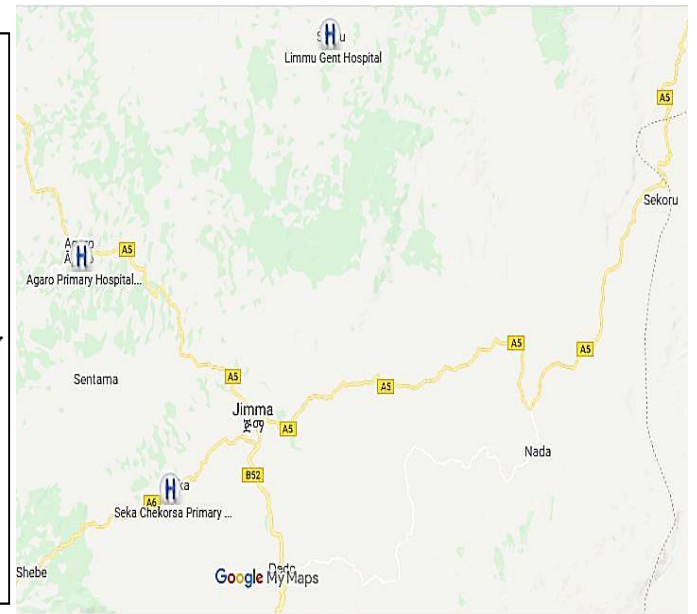 Limmu Gent Hospital
A5
Sekoru
A5
Agaro Primary Hospital...
A5
A5
Sentama
A5
A5
Jimma
ጅማ
A5
Nada
B52
A6
Seka Chekorsa Primary ...
Shebe
Dedo
Google My Maps